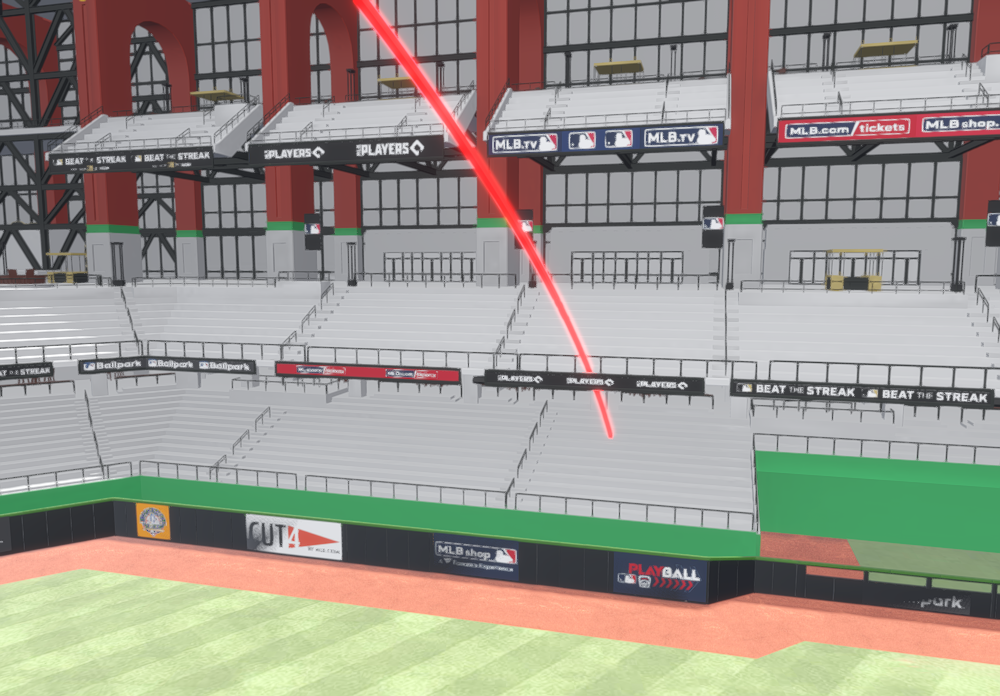 MLB.com/tickets
MLB shop.
MLB.TV
MLB.TV
PLAYERS
PLAYERS
BEAT THE STREAK
BEAT THE STREAK
Ballpark
Ballpark
Ballpark
THE STREAK
PLAYERS
PLAYERS
PLAYERS
BEAT THE STREAK
BEAT THE STREAK
CUT4
BY MLB.COM
MLB shop
PLAY BALL
park